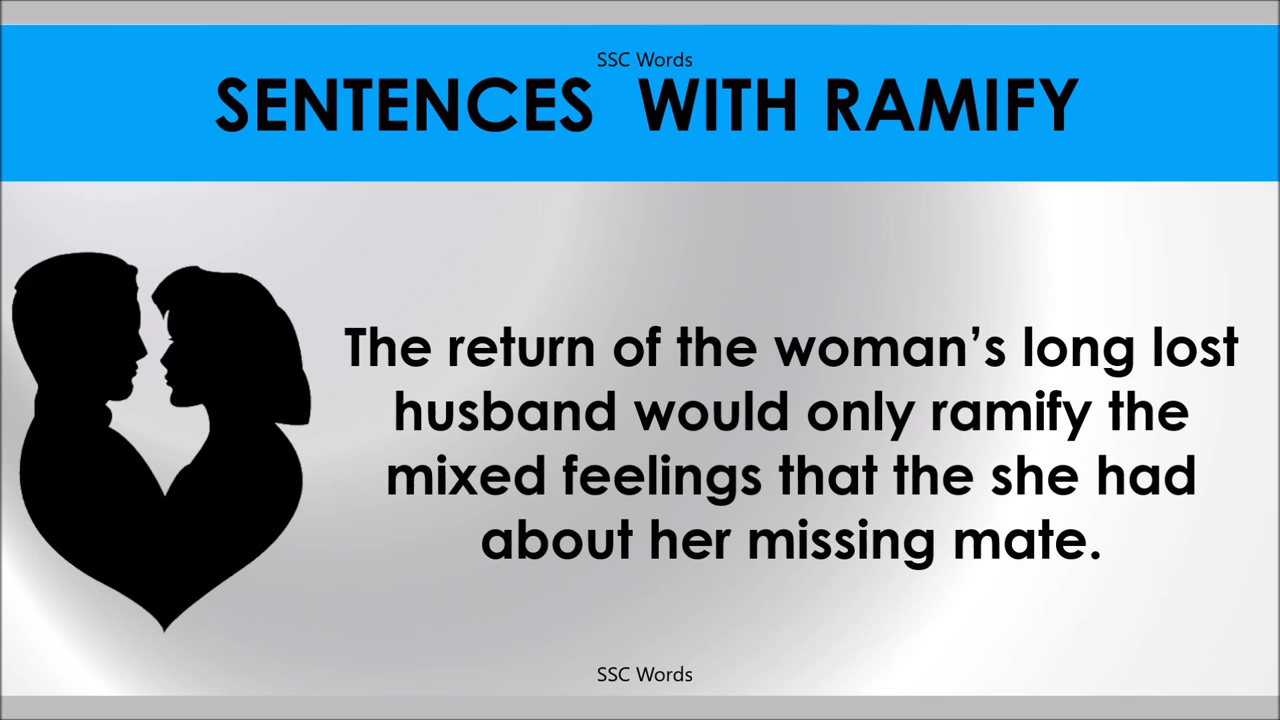 SSC Words
SENTENCES WITH RAMIFY
The return of the woman’s long lost
husband would only ramify the
mixed feelings that the she had
about her missing mate.
SSC Words